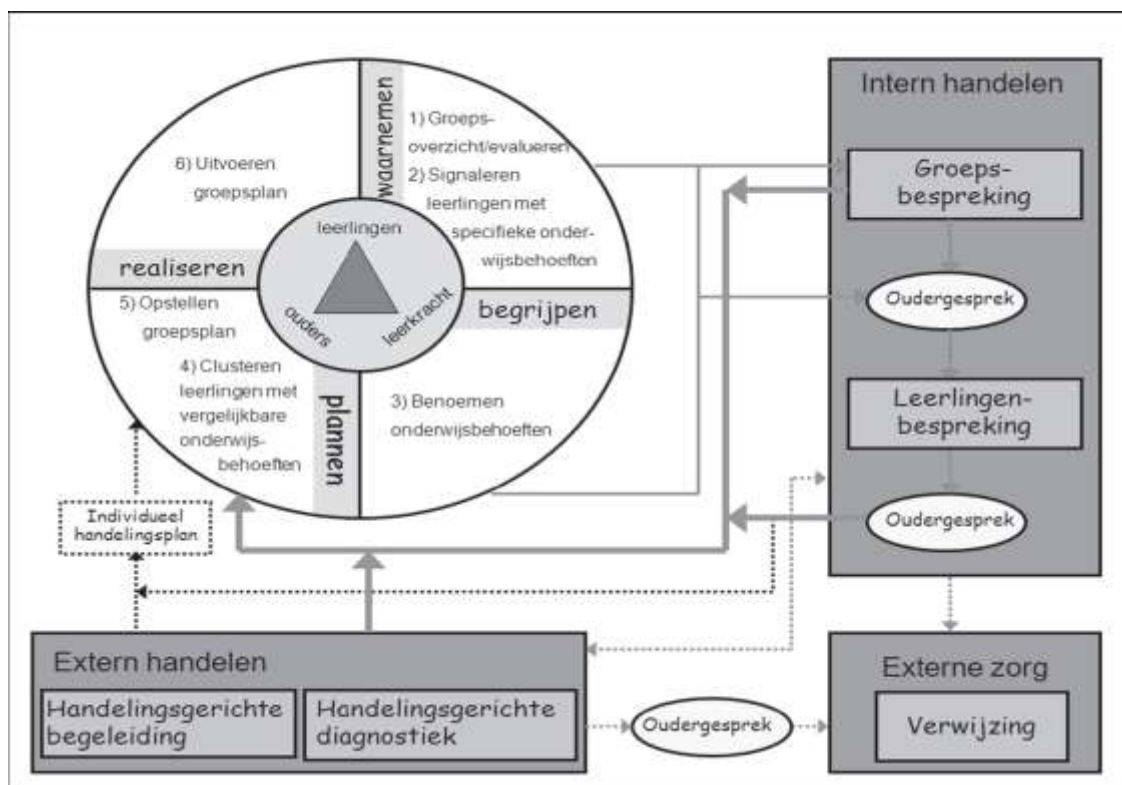 waarnemen
1) Groeps-
overzicht/evalueren
2) Signaleren
leerlingen met
specifieke onder-
wijsbehoeften
begrijpen
3) Benoemen
onderwijsbehoeften
plannen
4) Clusteren
leerlingen met
vergelijkbare
onderwijs-
behoeften
5) Opstellen
groepsplan
realiseren
6) Uitvoeren
groepsplan
leerlingen
ouders
leerkracht
Intern handelen
Groeps-
bespreking
Oudergesprek
Leerlingen-
bespreking
Oudergesprek
Individueel
handelingsplan
Extern handelen
Handelingsgerichte
begeleiding
Handelingsgerichte
diagnostiek
Oudergesprek
Externe zorg
Verwijzing